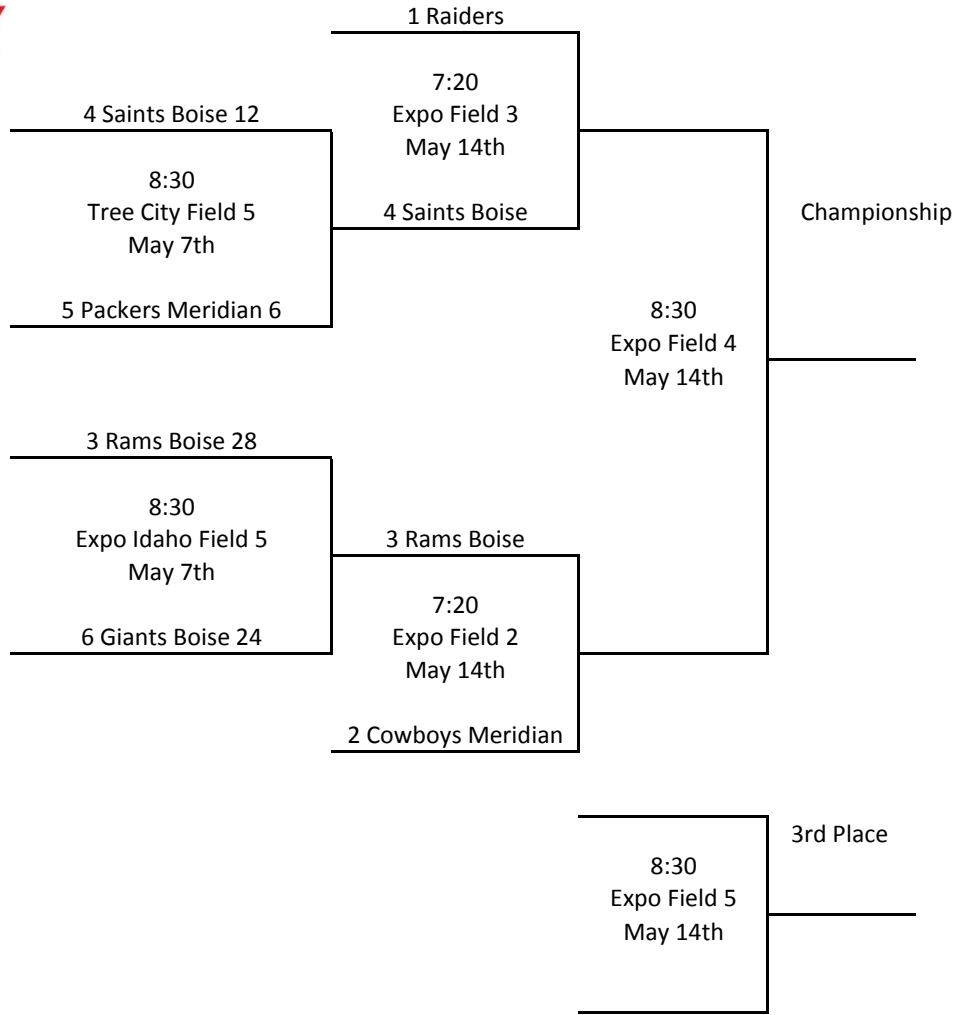 1 Raiders
7:20
Expo Field 3
May 14th
4 Saints Boise 12
8:30
Tree City Field 5
May 7th
4 Saints Boise
Championship
5 Packers Meridian 6
8:30
Expo Field 4
May 14th
3 Rams Boise 28
8:30
Expo Idaho Field 5
May 7th
3 Rams Boise
7:20
Expo Field 2
May 14th
6 Giants Boise 24
2 Cowboys Meridian
3rd Place
8:30
Expo Field 5
May 14th